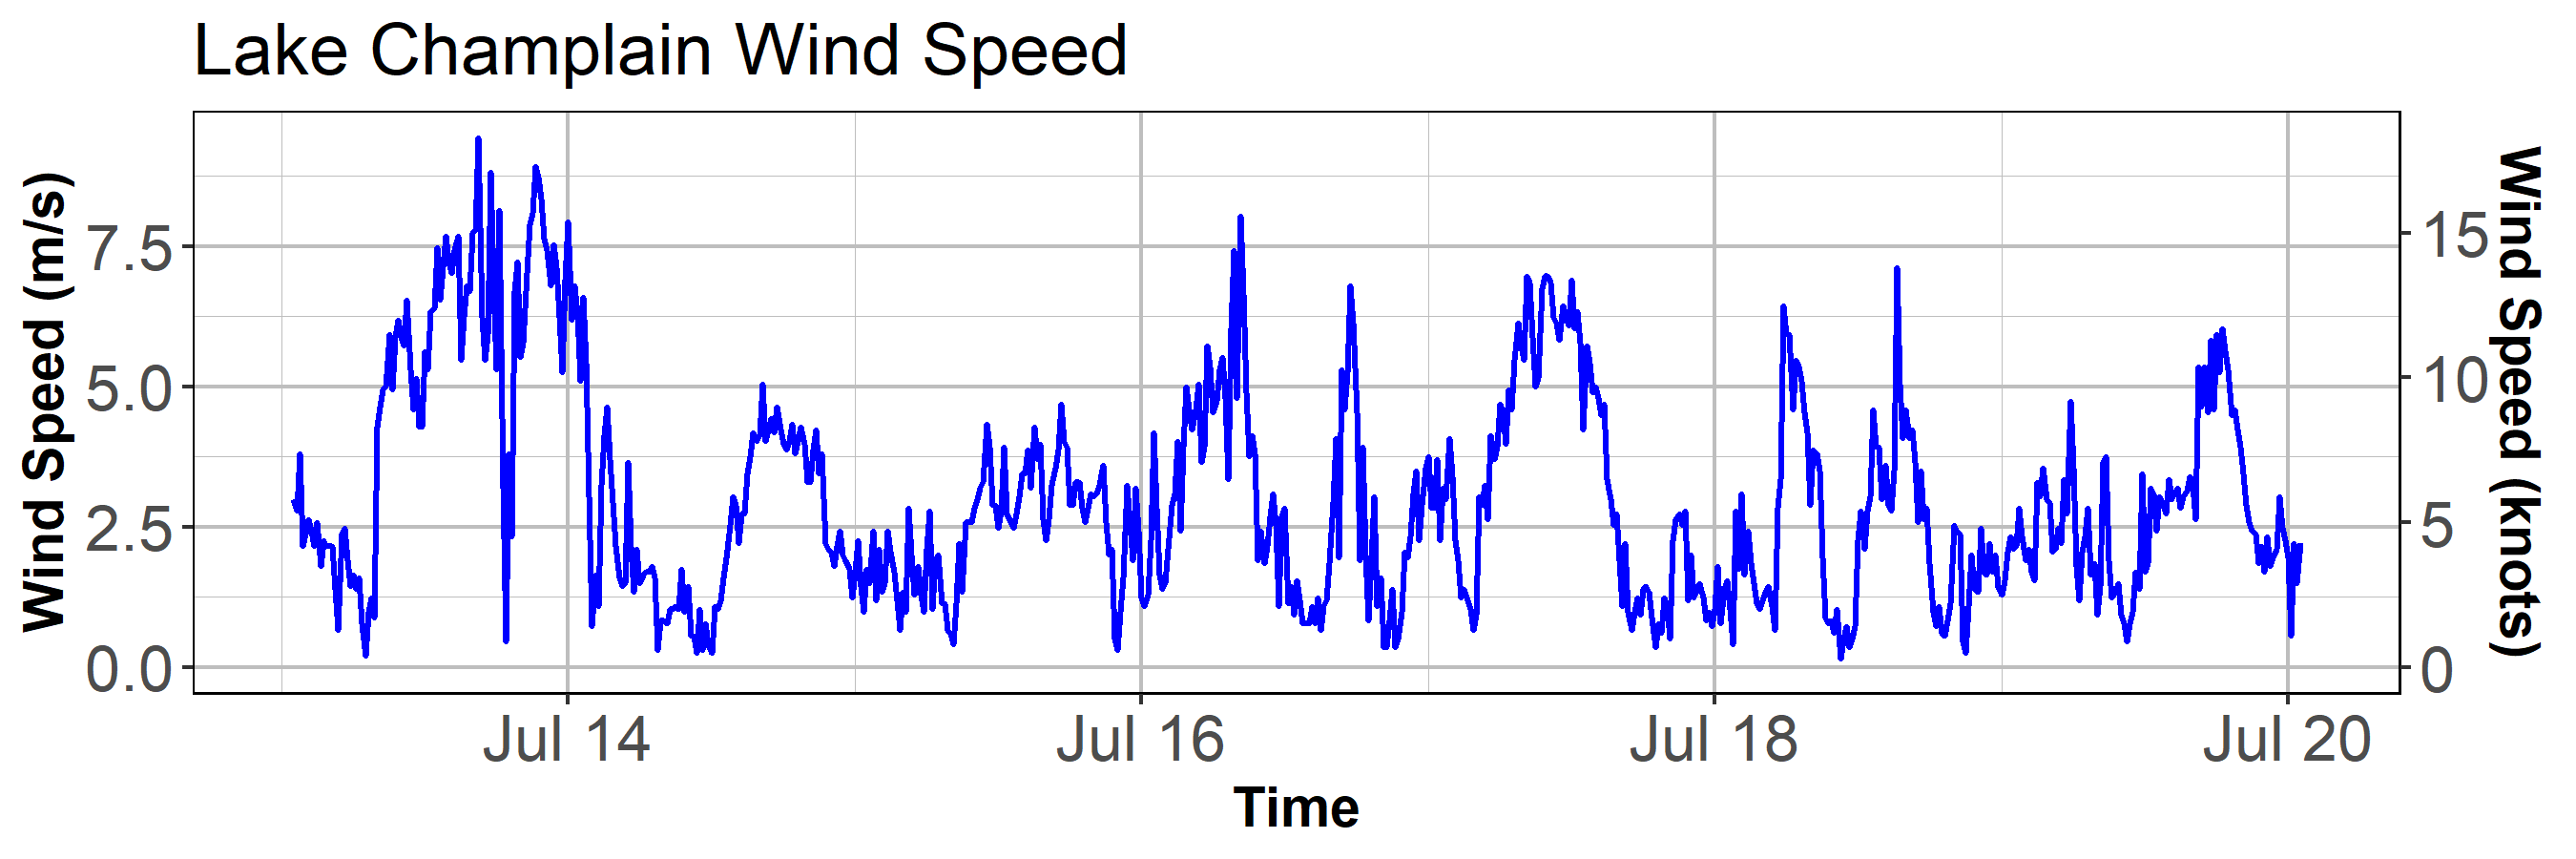 Lake Champlain Wind Speed
Wind Speed (m/s)
7.5
5.0
2.5
0.0
15
10
5
0
Wind Speed (knots)
Jul 14
Jul 16
Jul 18
Jul 20
Time